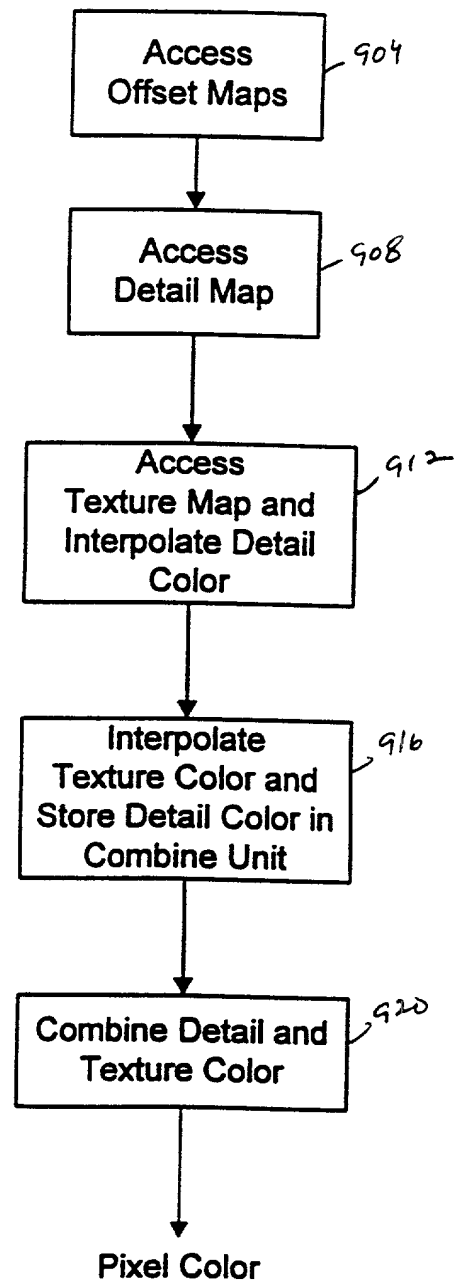 Access
Offset Maps
904
Access
Detail Map
908
Access
Texture Map and
Interpolate Detail
Color
912
Interpolate
Texture Color and
Store Detail Color in
Combine Unit
916
Combine Detail and
Texture Color
920
Pixel Color